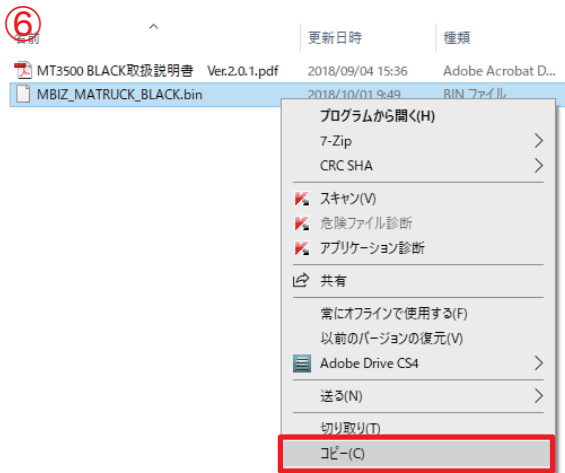 ⑥
名前 更新日時 種類
MT3500 BLACK取扱説明書 Ver.2.0.1.pdf 2018/09/04 15:36 Adobe Acrobat D...
MBIZ_MATRUCK_BLACK.bin 2018/10/01 9:49 BIN ファイル
プログラムから開く(H)
7-Zip
CRC SHA
スキャン(V)
危険ファイル診断
アプリケーション診断
共有
常にオフラインで使用する(F)
以前のバージョンの復元(V)
Adobe Drive CS4
送る(N)
切り取り(T)
コピー(C)